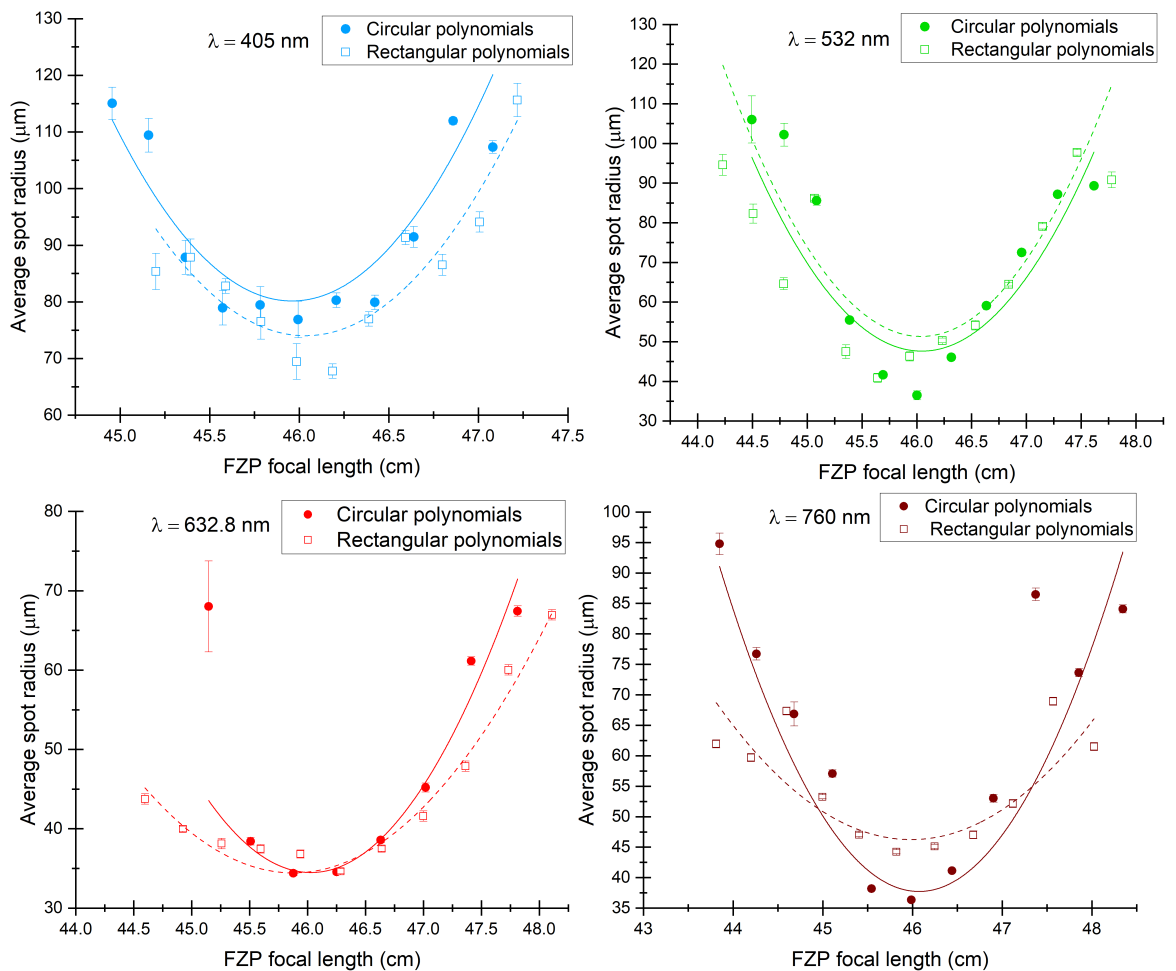 λ = 405 nm
Circular polynomials
Rectangular polynomials
Average spot radius (μm)
130
120
110
100
90
80
70
60
45.0 45.5 46.0 46.5 47.0 47.5
FZP focal length (cm)
λ = 532 nm
Circular polynomials
Rectangular polynomials
Average spot radius (μm)
130
120
110
100
90
80
70
60
50
40
30
44.0 44.5 45.0 45.5 46.0 46.5 47.0 47.5 48.0
FZP focal length (cm)
λ = 632.8 nm
Circular polynomials
Rectangular polynomials
Average spot radius (μm)
80
70
60
50
40
30
44.0 44.5 45.0 45.5 46.0 46.5 47.0 47.5 48.0
FZP focal length (cm)
λ = 760 nm
Circular polynomials
Rectangular polynomials
Average spot radius (μm)
100
95
90
85
80
75
70
65
60
55
50
45
40
35
43 44 45 46 47 48
FZP focal length (cm)